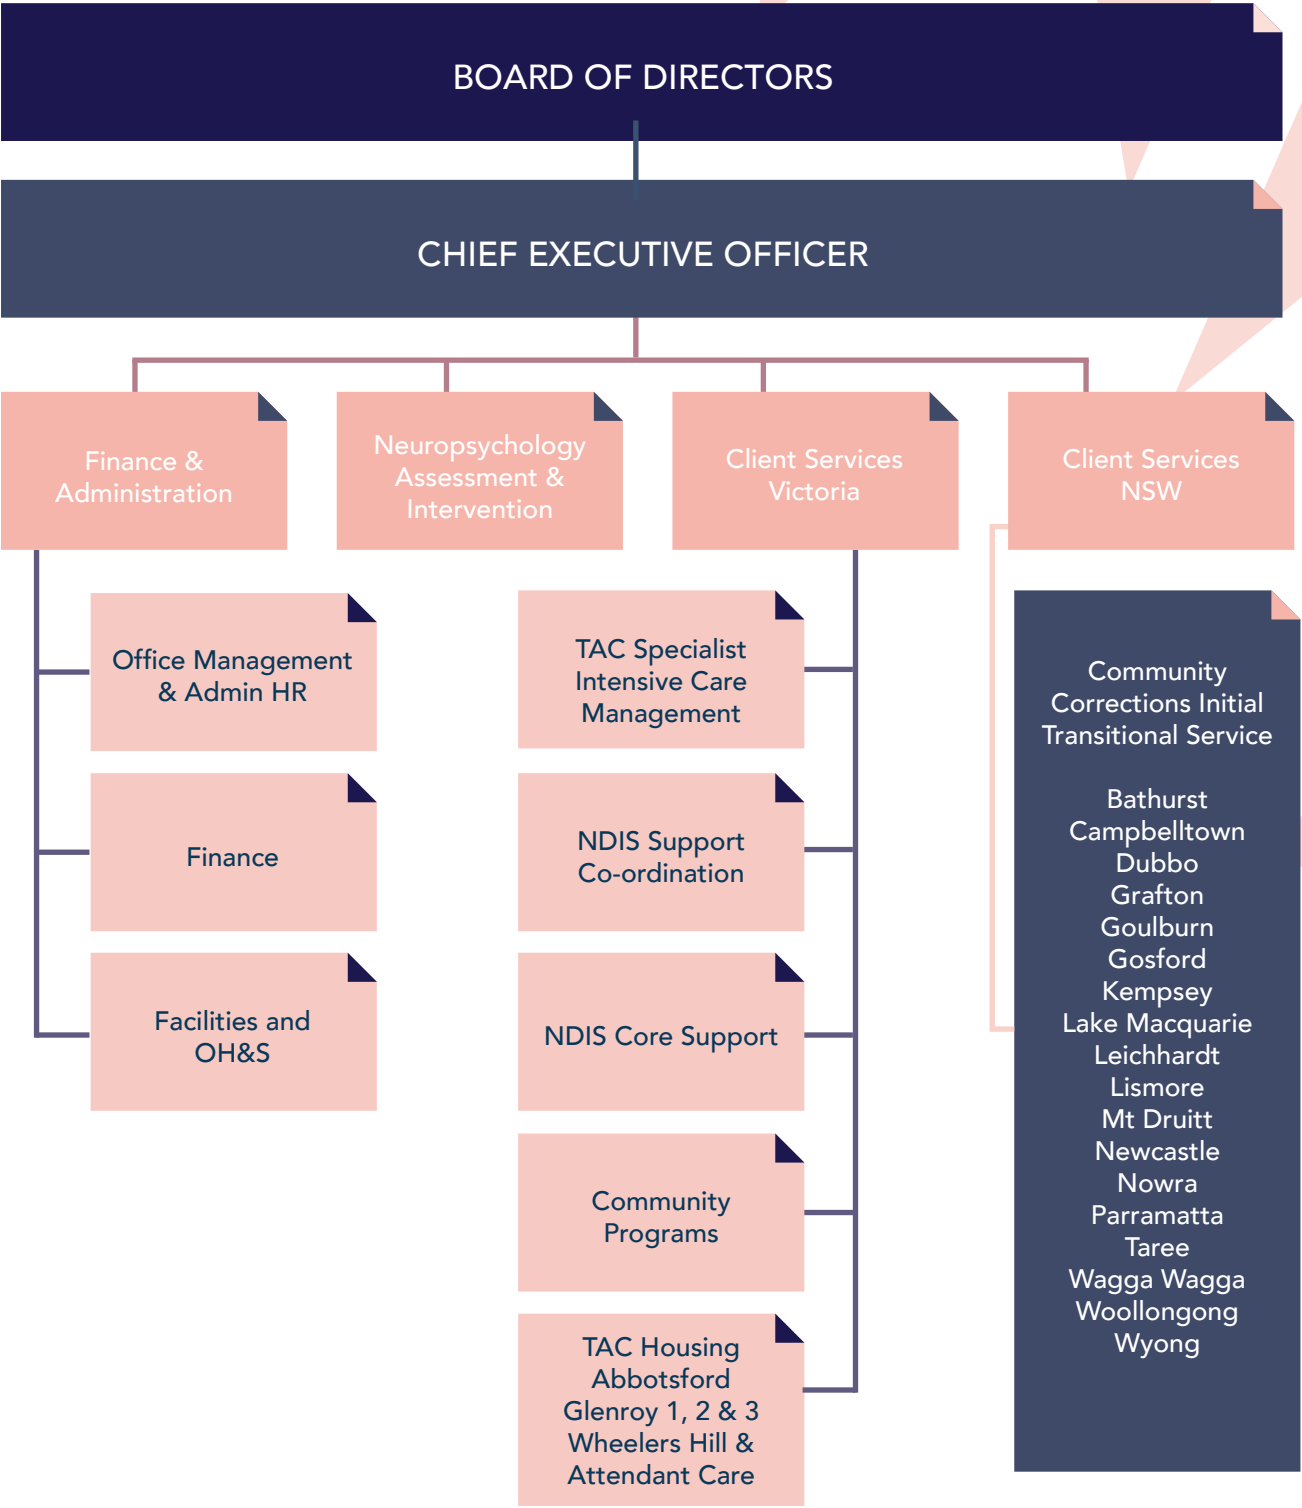 BOARD OF DIRECTORS
CHIEF EXECUTIVE OFFICER
Finance &
Administration
Neuropsychology
Assessment &
Intervention
Client Services
Victoria
Client Services
NSW
Office Management
& Admin HR
Finance
Facilities and
OH&S
TAC Specialist
Intensive Care
Management
NDIS Support
Co-ordination
NDIS Core Support
Community
Programs
TAC Housing
Abbotsford
Glenroy 1, 2 & 3
Wheelers Hill &
Attendant Care
Community
Corrections Initial
Transitional Service
Bathurst
Campbelltown
Dubbo
Grafton
Goulburn
Gosford
Kempsey
Lake Macquarie
Leichhardt
Lismore
Mt Druitt
Newcastle
Nowra
Parramatta
Taree
Wagga Wagga
Woollongong
Wyong